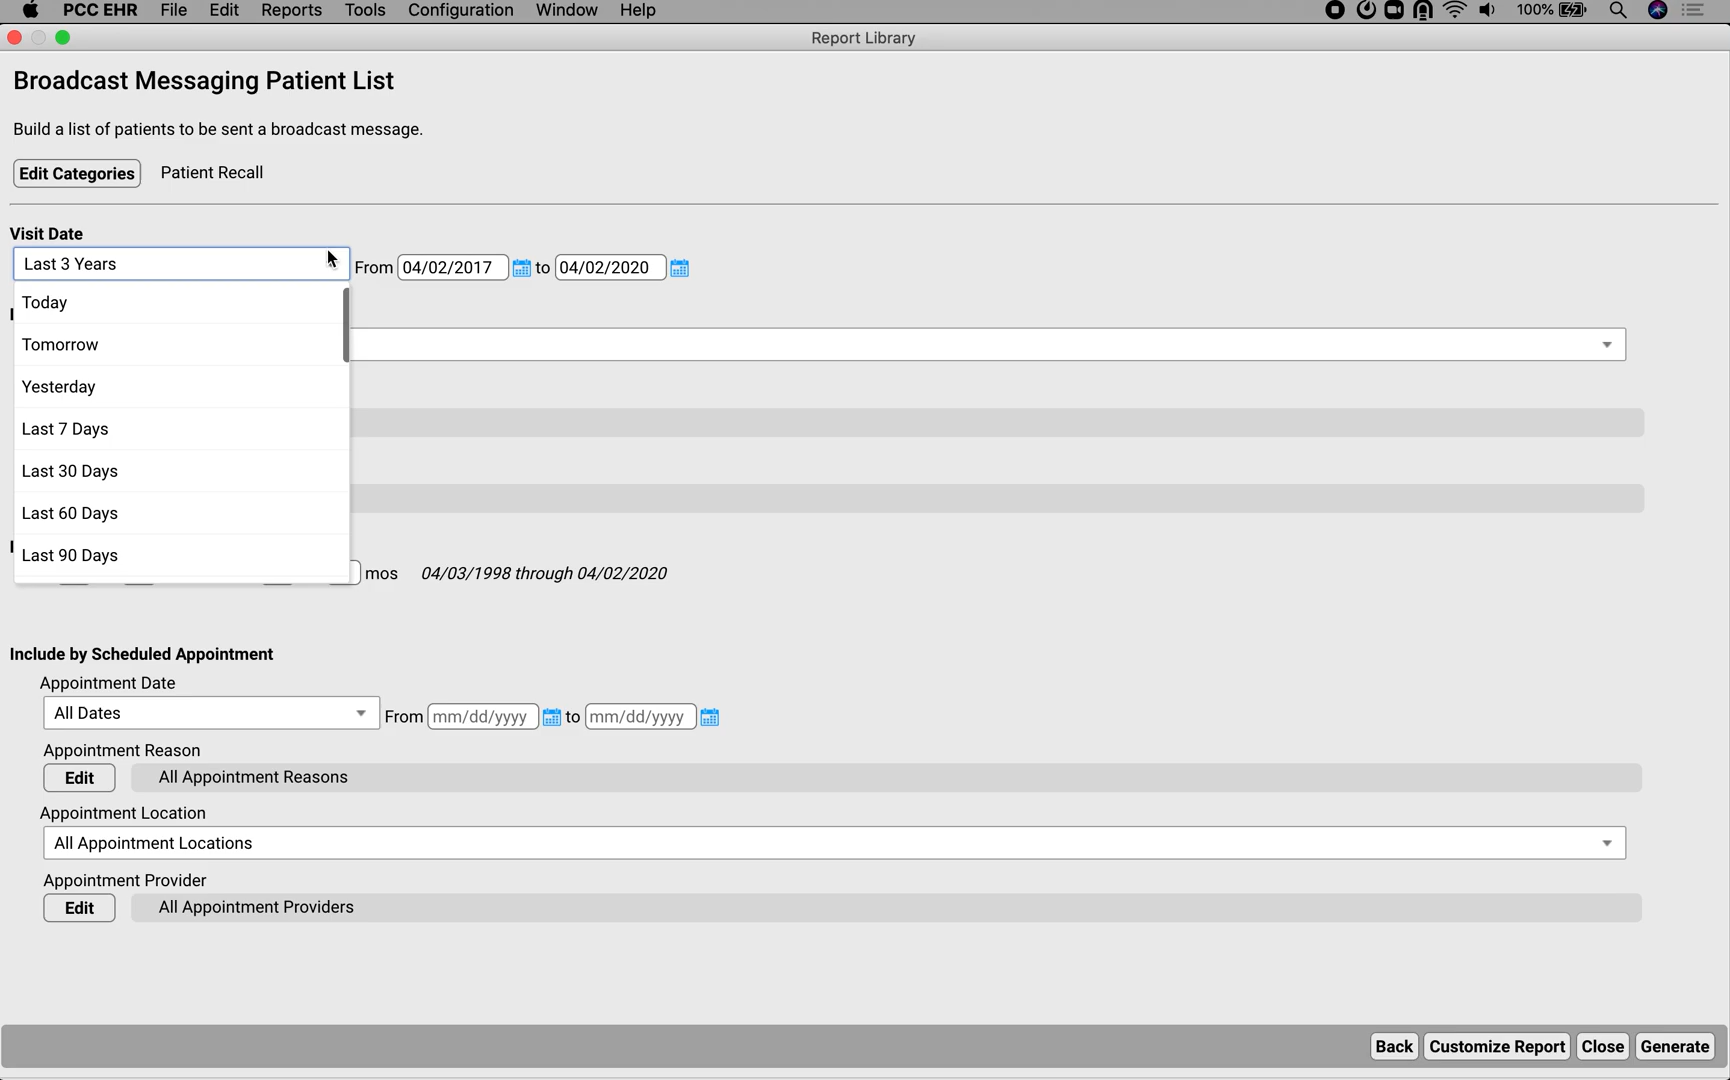 PCC EHR File Edit Reports Tools Configuration Window Help 100%
Report Library
Broadcast Messaging Patient List
Build a list of patients to be sent a broadcast message.
Edit Categories Patient Recall
Visit Date
Last 3 Years From 04/02/2017 to 04/02/2020
Today
Tomorrow
Yesterday
Last 7 Days
Last 30 Days
Last 60 Days
Last 90 Days
mos 04/03/1998 through 04/02/2020
Include by Scheduled Appointment
Appointment Date
All Dates From mm/dd/yyyy to mm/dd/yyyy
Appointment Reason
Edit All Appointment Reasons
Appointment Location
All Appointment Locations
Appointment Provider
Edit All Appointment Providers
Back Customize Report Close Generate